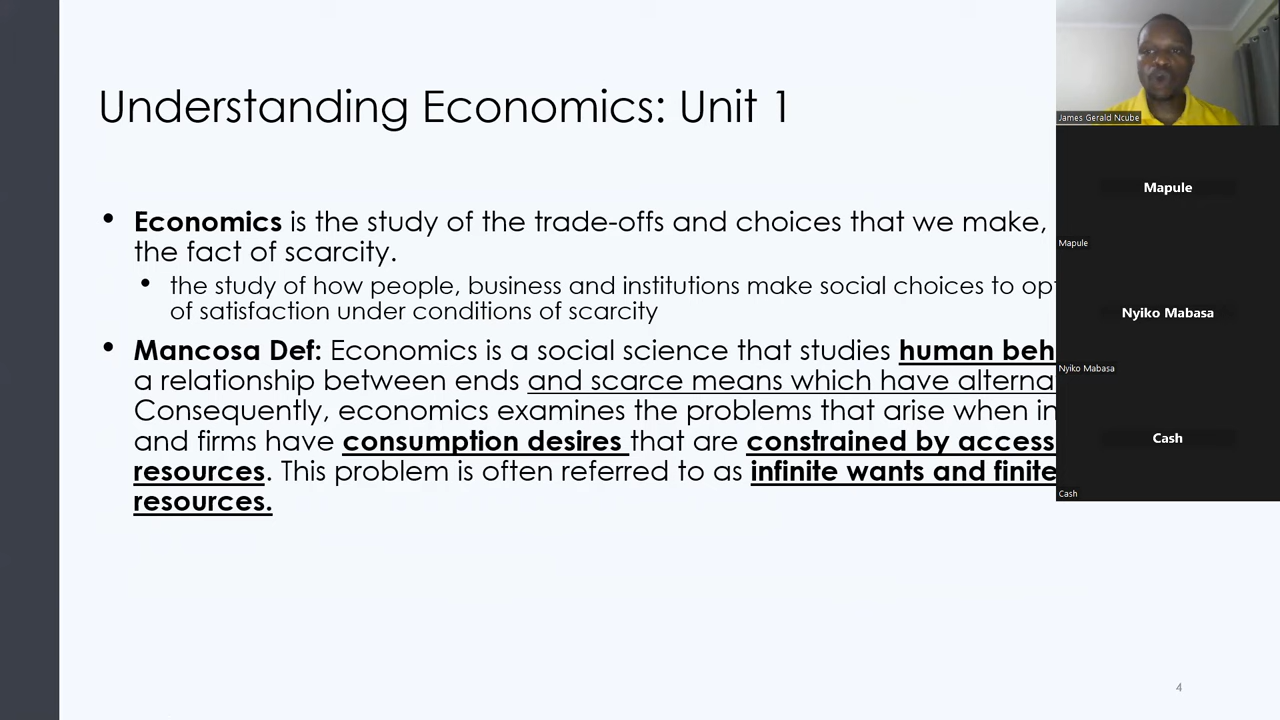 Understanding Economics: Unit 1
• Economics is the study of the trade-offs and choices that we make,
the fact of scarcity.
• the study of how people, business and institutions make social choices to
of satisfaction under conditions of scarcity
• Mancosa Def: Economics is a social science that studies human
a relationship between ends and scarce means which have
Consequently, economics examines the problems that arise when
and firms have consumption desires that are constrained by access
resources. This problem is often referred to as infinite wants and finite
resources.
4
James Gerald Ncube
Mapule
Mapule
Nyiko Mabasa
Nyiko Mabasa
Cash
Cash